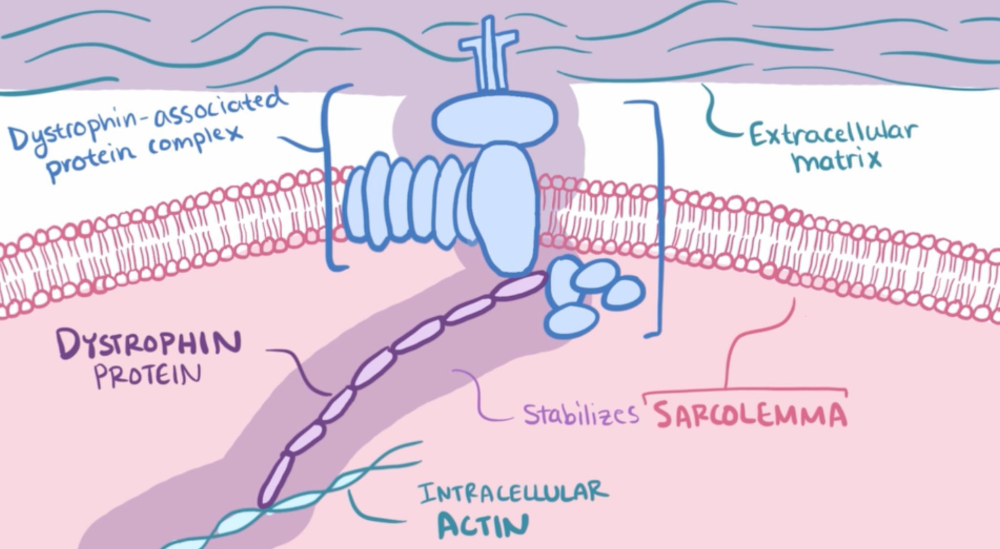 Dystrophin-associated
protein complex
Extracellular
matrix
DYSTROPHIN
PROTEIN
Stabilizes SARCOLEMMA
INTRACELLULAR
ACTIN